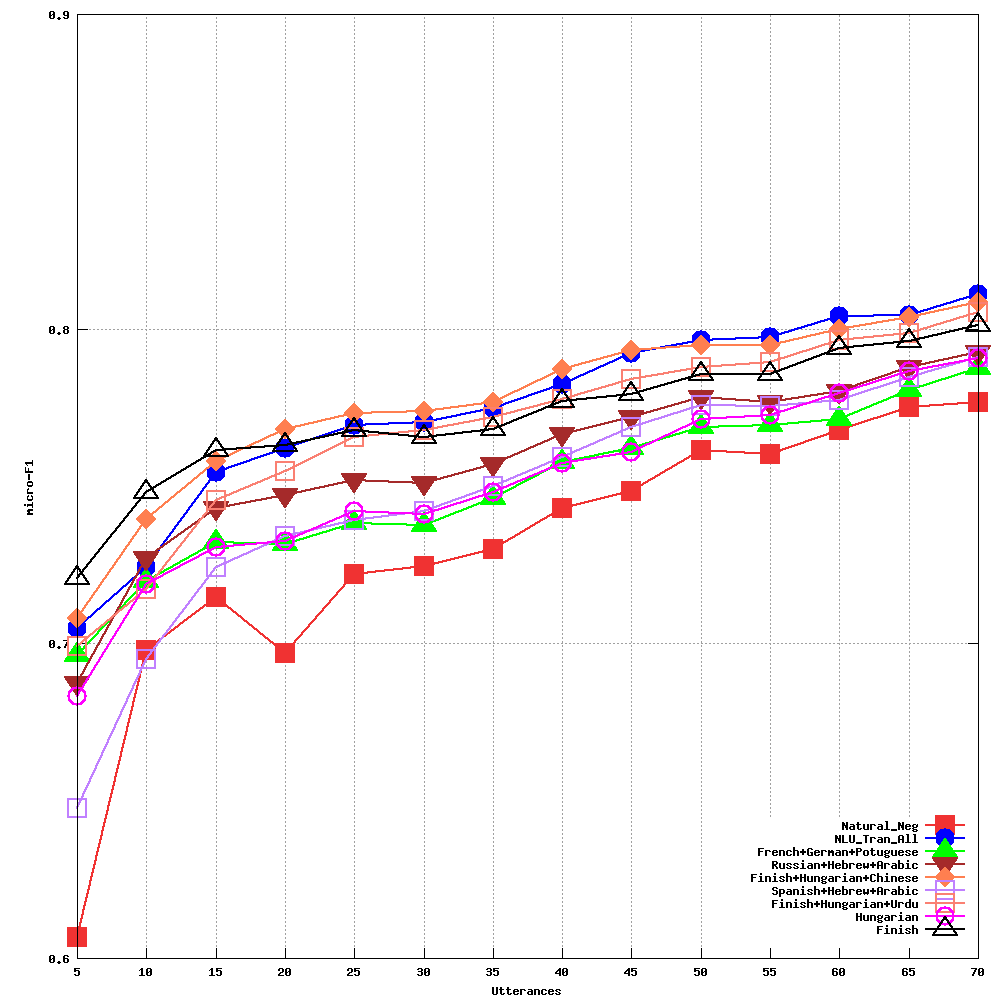 0.9
0.8
0.7
0.6
micro-F1
5 10 15 20 25 30 35 40 45 50 55 60 65 70
Utterances
Natural_Neg
NLU_Tran_All
French+German+Potuguese
Russian+Hebrew+Arabic
Finish+Hungarian+Chinese
Spanish+Hebrew+Arabic
Finish+Hungarian+Urdu
Hungarian
Finish